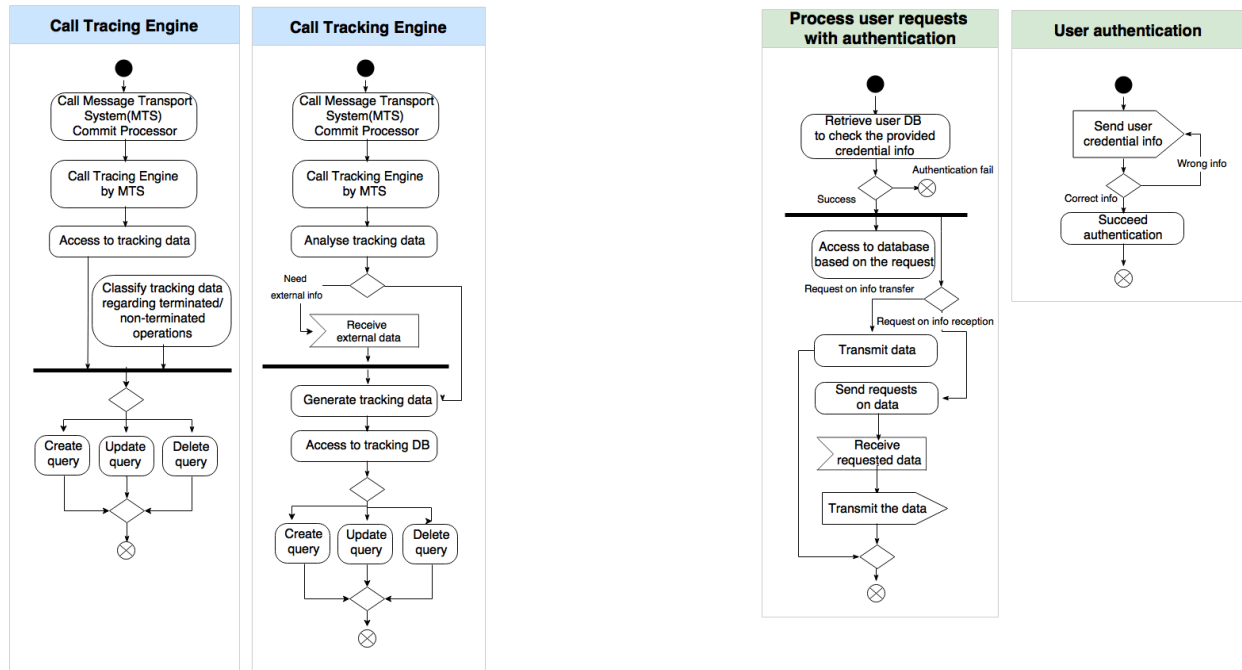 Call Tracing Engine
Call Message Transport
System(MTS)
Commit Processor
Call Tracing Engine
by MTS
Access to tracking data
Classify tracking data
regarding terminated/
non-terminated
operations
Create
query
Update
query
Delete
query
Call Tracking Engine
Call Message Transport
System(MTS)
Commit Processor
Call Tracking Engine
by MTS
Analyse tracking data
Need
external info
Receive
external data
Generate tracking data
Access to tracking DB
Create
query
Update
query
Delete
query
Process user requests
with authentication
Retrieve user DB
to check the provided
credential info
Authentication fail
Success
Access to database
based on the request
Request on info transfer
Request on info reception
Transmit data
Send requests
on data
Receive
requested data
Transmit the data
User authentication
Send user
credential info
Wrong info
Correct info
Succeed
authentication